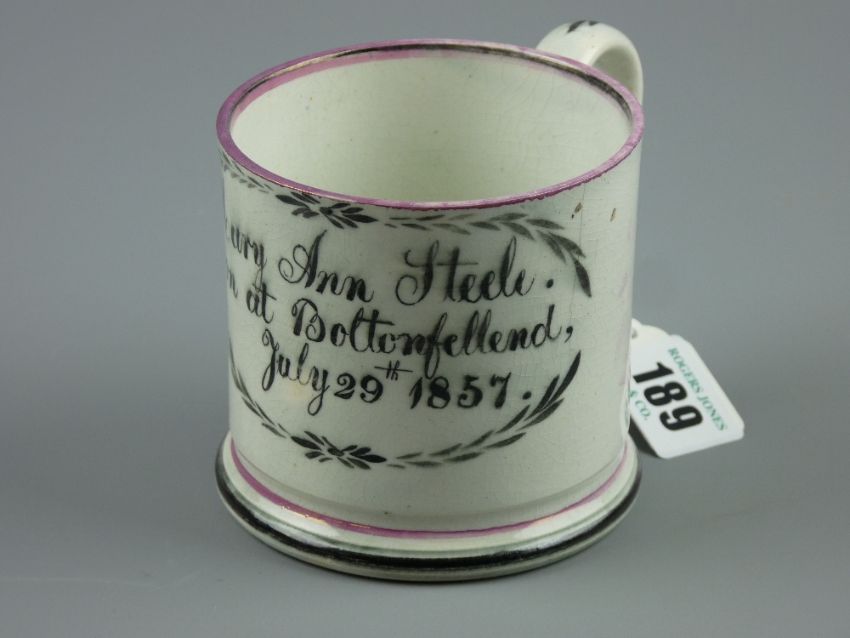 ary Ann Steele.
n at Boltonfellend,
July 29th 1857.
ROGERS JONES
& CO.
189